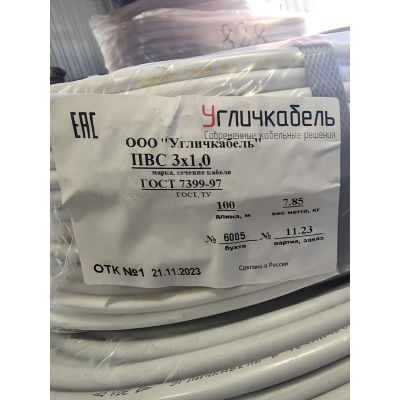 828
EAC
Угличкабель
Современные кабельные решения
ООО "Угличкабель"
ПВС 3х1,0
марка, сечение кабеля
ГОСТ 7399-97
ГОСТ, ТУ
100 7.85
длина, м вес нетто, кг
№ 6005 № 11.23
бухта партия, заказ.
ОТК №1 21.11.2023 Сделано в России